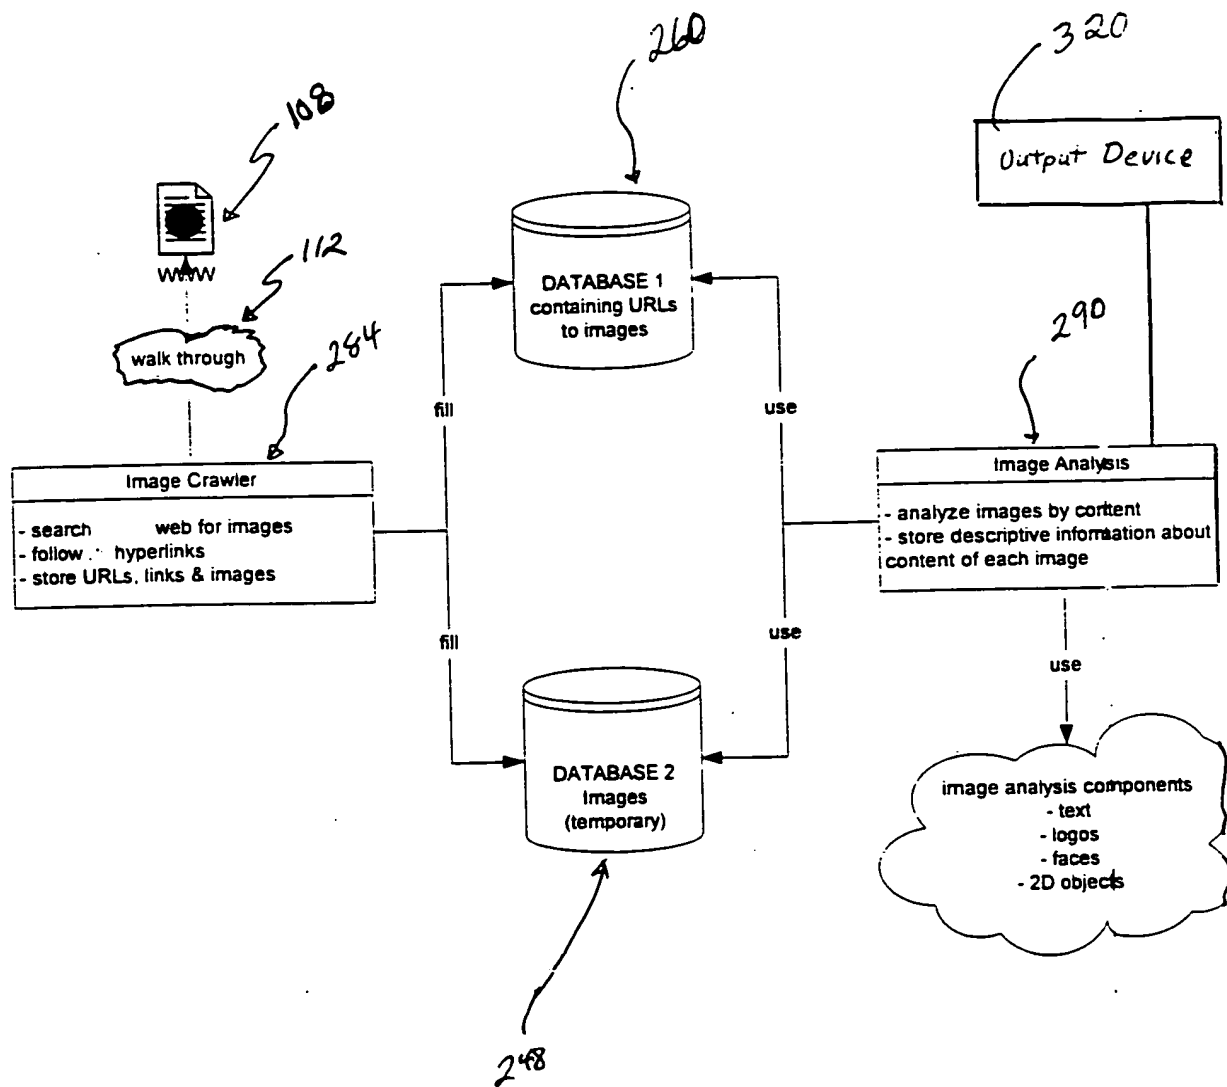 260
320
108
Output Device
112
DATABASE 1
containing URLs
to images
290
walk through
284
fill
use
Image Crawler
- search web for images
- follow hyperlinks
- store URLs, links & images
Image Analysis
- analyze images by content
- store descriptive information about
content of each image
fill
use
use
DATABASE 2
Images
(temporary)
image analysis components
- text
- logos
- faces
- 2D objects
248